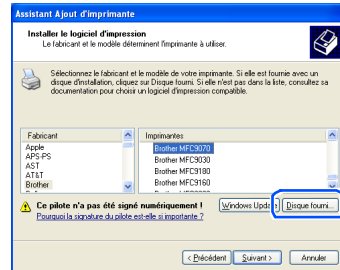 Assistant Ajout d'imprimante
Installer le logiciel d'impression
Le fabricant et le modèle déterminent l'imprimante à utiliser.
Sélectionnez le fabricant et le modèle de votre imprimante. Si elle est fournie avec un
disque d'installation, cliquez sur Disque fourni. Si elle n'est pas dans la liste, consultez sa
documentation pour choisir un logiciel d'impression compatible.
Fabricant
Imprimantes
Apple
APS-PS
AST
AT&T
Brother
Brother MFC9070
Brother MFC9030
Brother MFC9180
Brother MFC9160
Ce pilote n'a pas été signé numériquement !
Pourquoi la signature du pilote est-elle si importante ?
Windows Update
Disque fourni...
< Précédent
Suivant >
Annuler